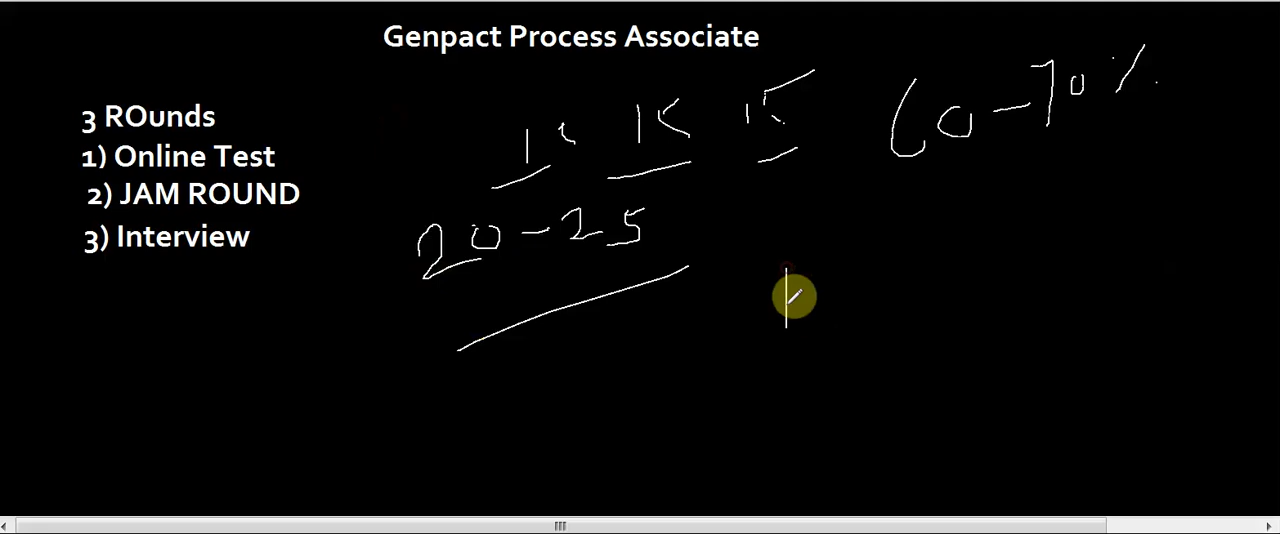 Genpact Process Associate
3 ROunds
1) Online Test
2) JAM ROUND
3) Interview
15 15 15
60-70%
20-25